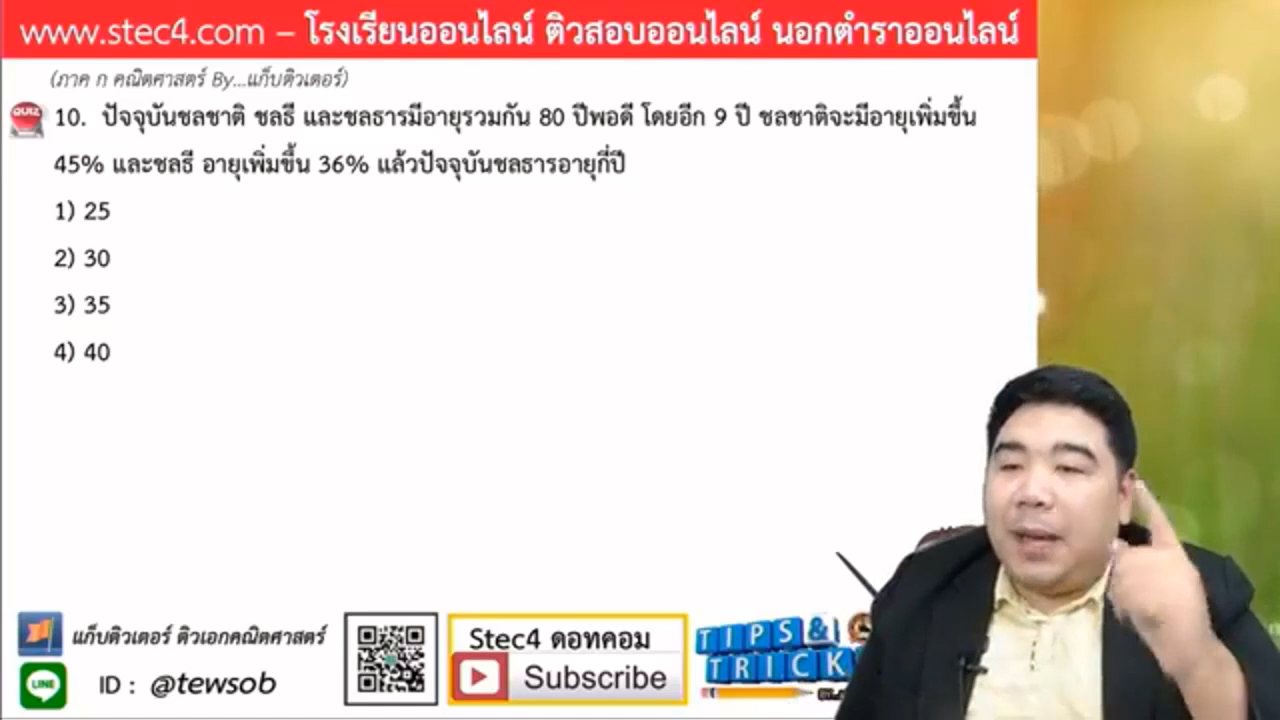 www.stec4.com – โรงเรียนออนไลน์ ติวสอบออนไลน์ นอกตำราออนไลน์
(ภาค ก คณิตศาสตร์ By...แก็บติวเตอร์)
QUIZ
10. ปัจจุบันชลชาติ ชลธี และชลธารมีอายุรวมกัน 80 ปีพอดี โดยอีก 9 ปี ชลชาติจะมีอายุเพิ่มขึ้น
45% และชลธี อายุเพิ่มขึ้น 36% แล้วปัจจุบันชลธารอายุกี่ปี
1) 25
2) 30
3) 35
4) 40
แก็บติวเตอร์ ติวเอกคณิตศาสตร์
LINE
ID : @tewsob
Stec4 ดอทคอม
Subscribe
TIPS &
TRICK